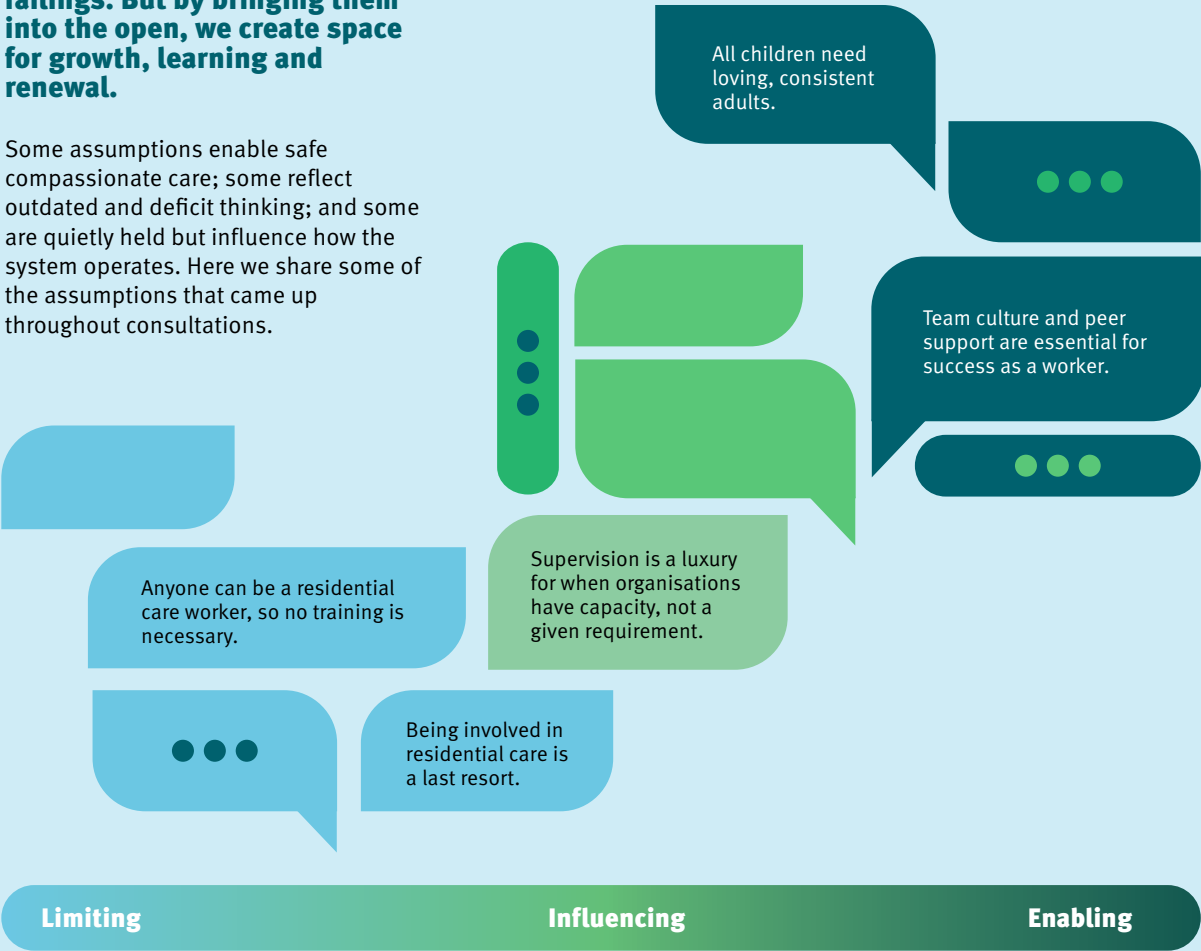 failings. But by bringing them
into the open, we create space
for growth, learning and
renewal.
Some assumptions enable safe
compassionate care; some reflect
outdated and deficit thinking; and some
are quietly held but influence how the
system operates. Here we share some of
the assumptions that came up
throughout consultations.
All children need
loving, consistent
adults.
Team culture and peer
support are essential for
success as a worker.
Anyone can be a residential
care worker, so no training is
necessary.
Supervision is a luxury
for when organisations
have capacity, not a
given requirement.
Being involved in
residential care is
a last resort.
Limiting
Influencing
Enabling